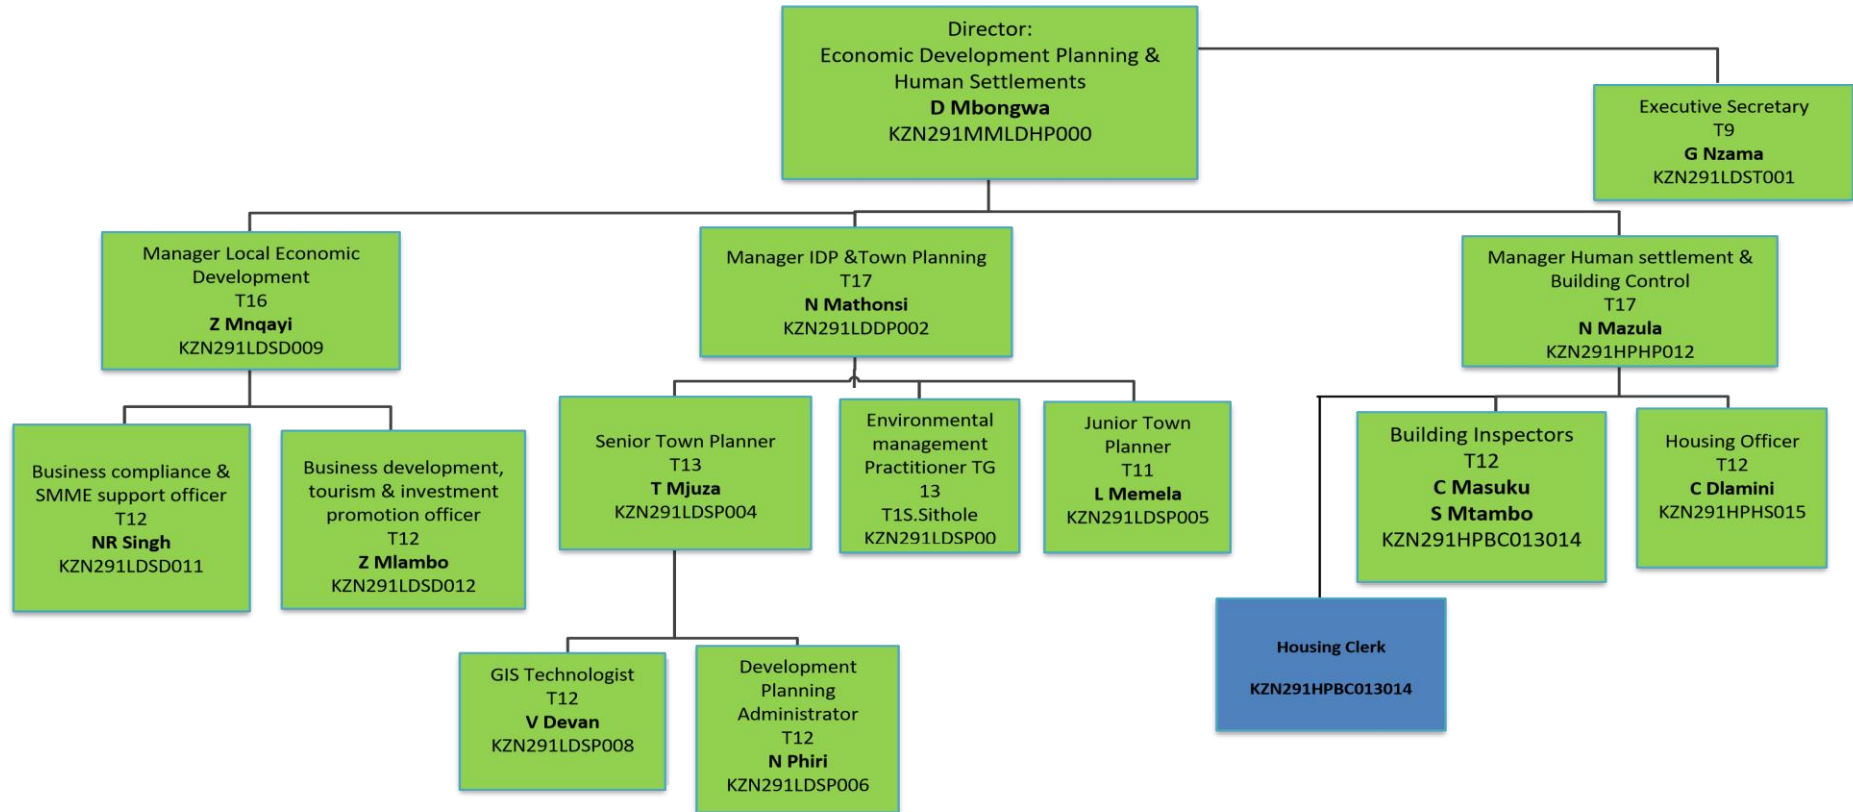 Director:
Economic Development Planning &
Human Settlements
D Mbongwa
KZN291MMLDHP000
Executive Secretary
T9
G Nzama
KZN291LDST001
Manager Local Economic
Development
T16
Z Mnqayi
KZN291LDSD009
Manager IDP &Town Planning
T17
N Mathonsi
KZN291LDDP002
Manager Human settlement &
Building Control
T17
N Mazula
KZN291HPHP012
Business compliance &
SMME support officer
T12
NR Singh
KZN291LDSD011
Business development,
tourism & investment
promotion officer
T12
Z Mlambo
KZN291LDSD012
Senior Town Planner
T13
T Mjuza
KZN291LDSP004
Environmental
management
Practitioner TG
13
T1S.Sithole
KZN291LDSP00
Junior Town
Planner
T11
L Memela
KZN291LDSP005
Building Inspectors
T12
C Masuku
S Mtambo
KZN291HPBC013014
Housing Officer
T12
C Dlamini
KZN291HPHS015
GIS Technologist
T12
V Devan
KZN291LDSP008
Development
Planning
Administrator
T12
N Phiri
KZN291LDSP006
Housing Clerk
KZN291HPBC013014